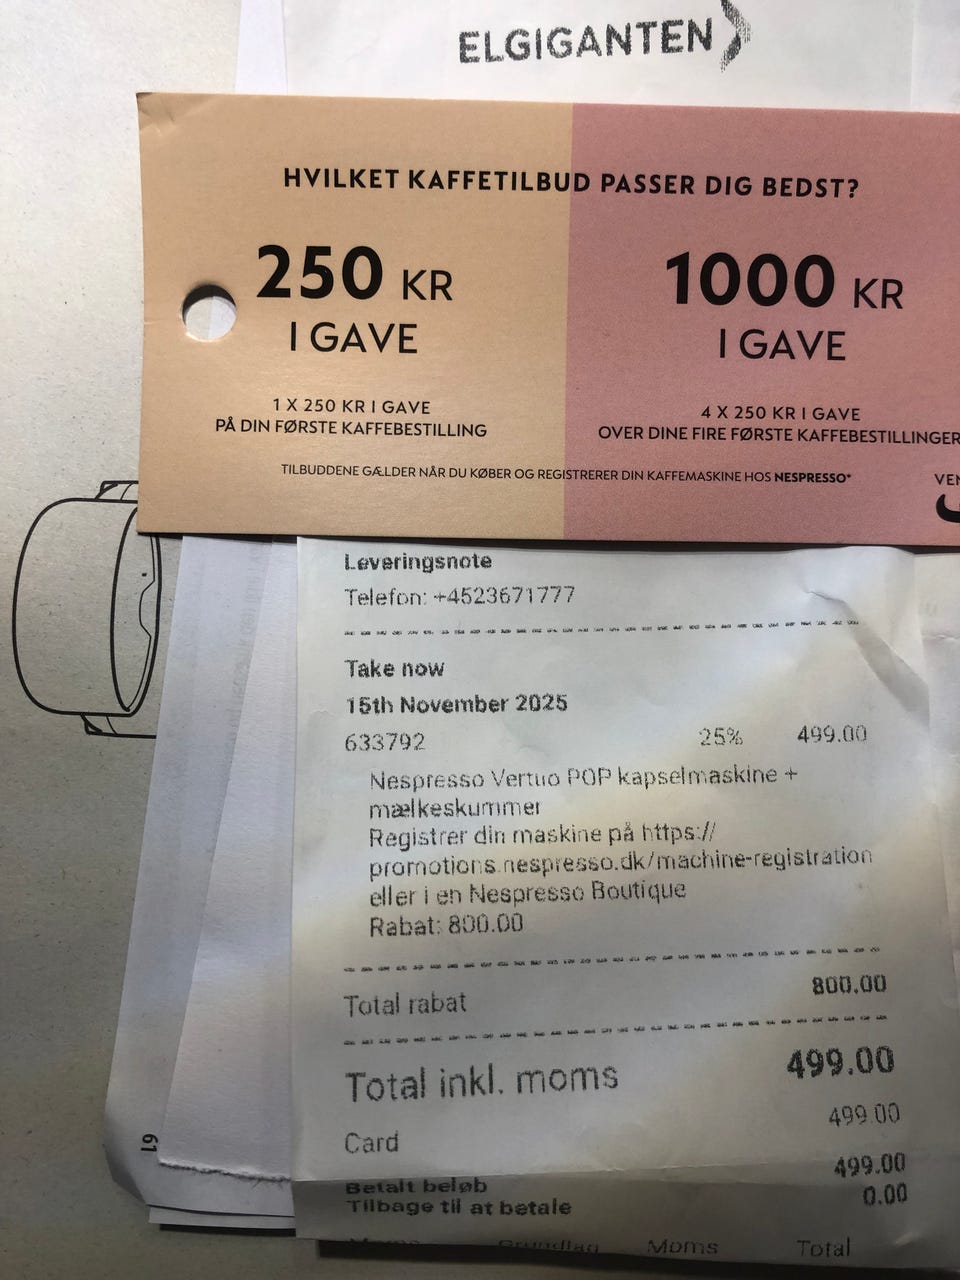 ELGIGANTEN
HVILKET KAFFETILBUD PASSER DIG BEDST?
250 KR
I GAVE
1 X 250 KR I GAVE
PÅ DIN FØRSTE KAFFEBESTILLING
1000 KR
I GAVE
4 X 250 KR I GAVE
OVER DINE FIRE FØRSTE KAFFEBESTILLINGER
TILBUDDENE GÆLDER NÅR DU KØBER OG REGISTRERER DIN KAFFEMASKINE HOS NESPRESSO*
VEN
Leveringsnote
Telefon: +4523671777
Take now
15th November 2025
633792 25% 499.00
Nespresso Vertuo POP kapselmaskine +
mælkeskummer
Registrer din maskine på https://
promotions.nespresso.dk/machine-registration
eller i en Nespresso Boutique
Rabat: 800.00
Total rabat 800.00
Total inkl. moms 499.00
Card 499.00
Betalt beløb 499.00
Tilbage til at betale 0.00
Moms Grundlag Moms Total
61